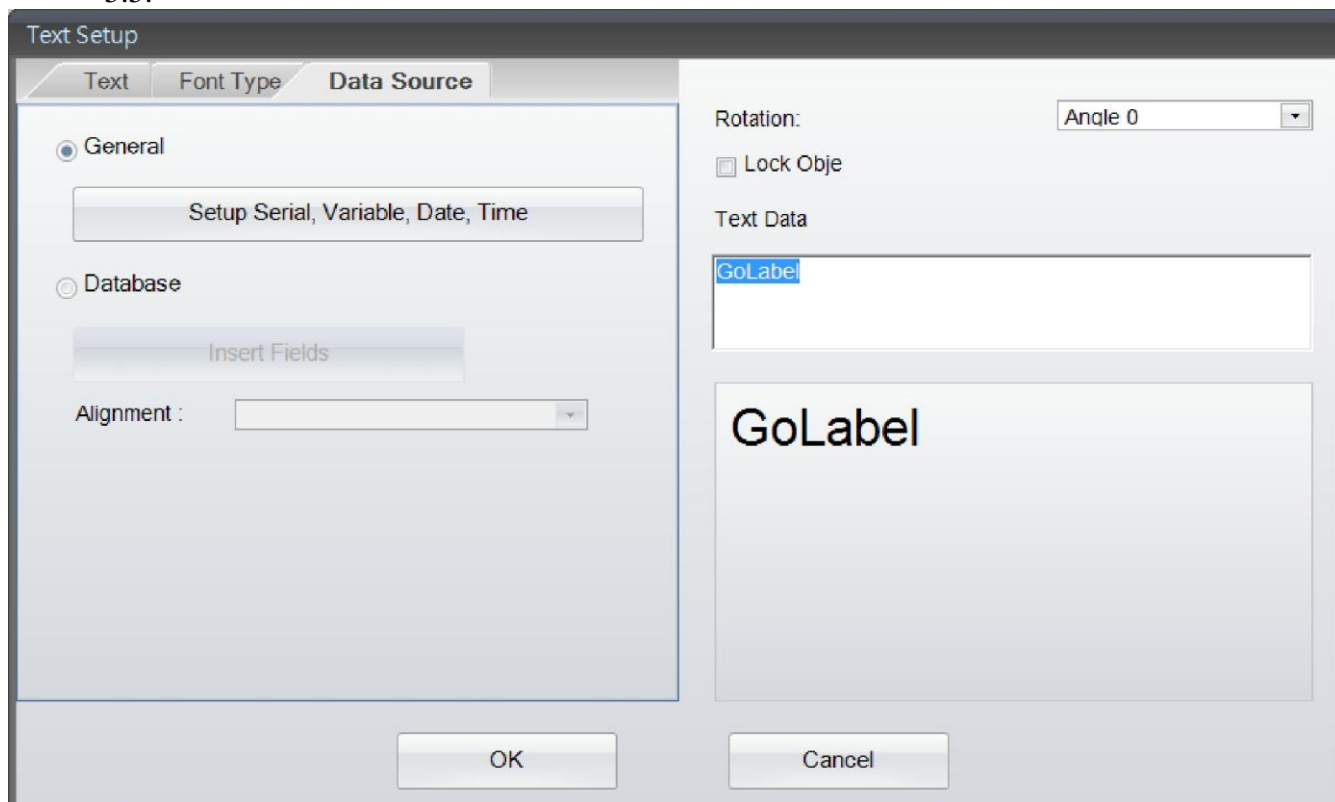 Text Setup
Text Font Type Data Source
General
Setup Serial, Variable, Date, Time
Database
Insert Fields
Alignment :
Rotation: Angle 0
Lock Obje
Text Data
GoLabel
GoLabel
OK Cancel